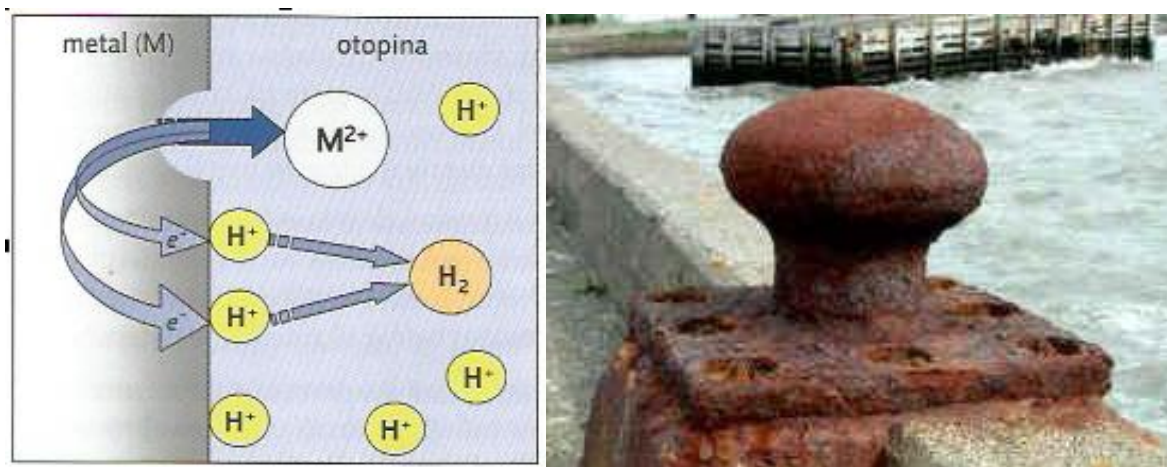 metal (M)
otopina
H⁺
M²⁺
e⁻
H⁺
H₂
e⁻
H⁺
H⁺
H⁺
H⁺